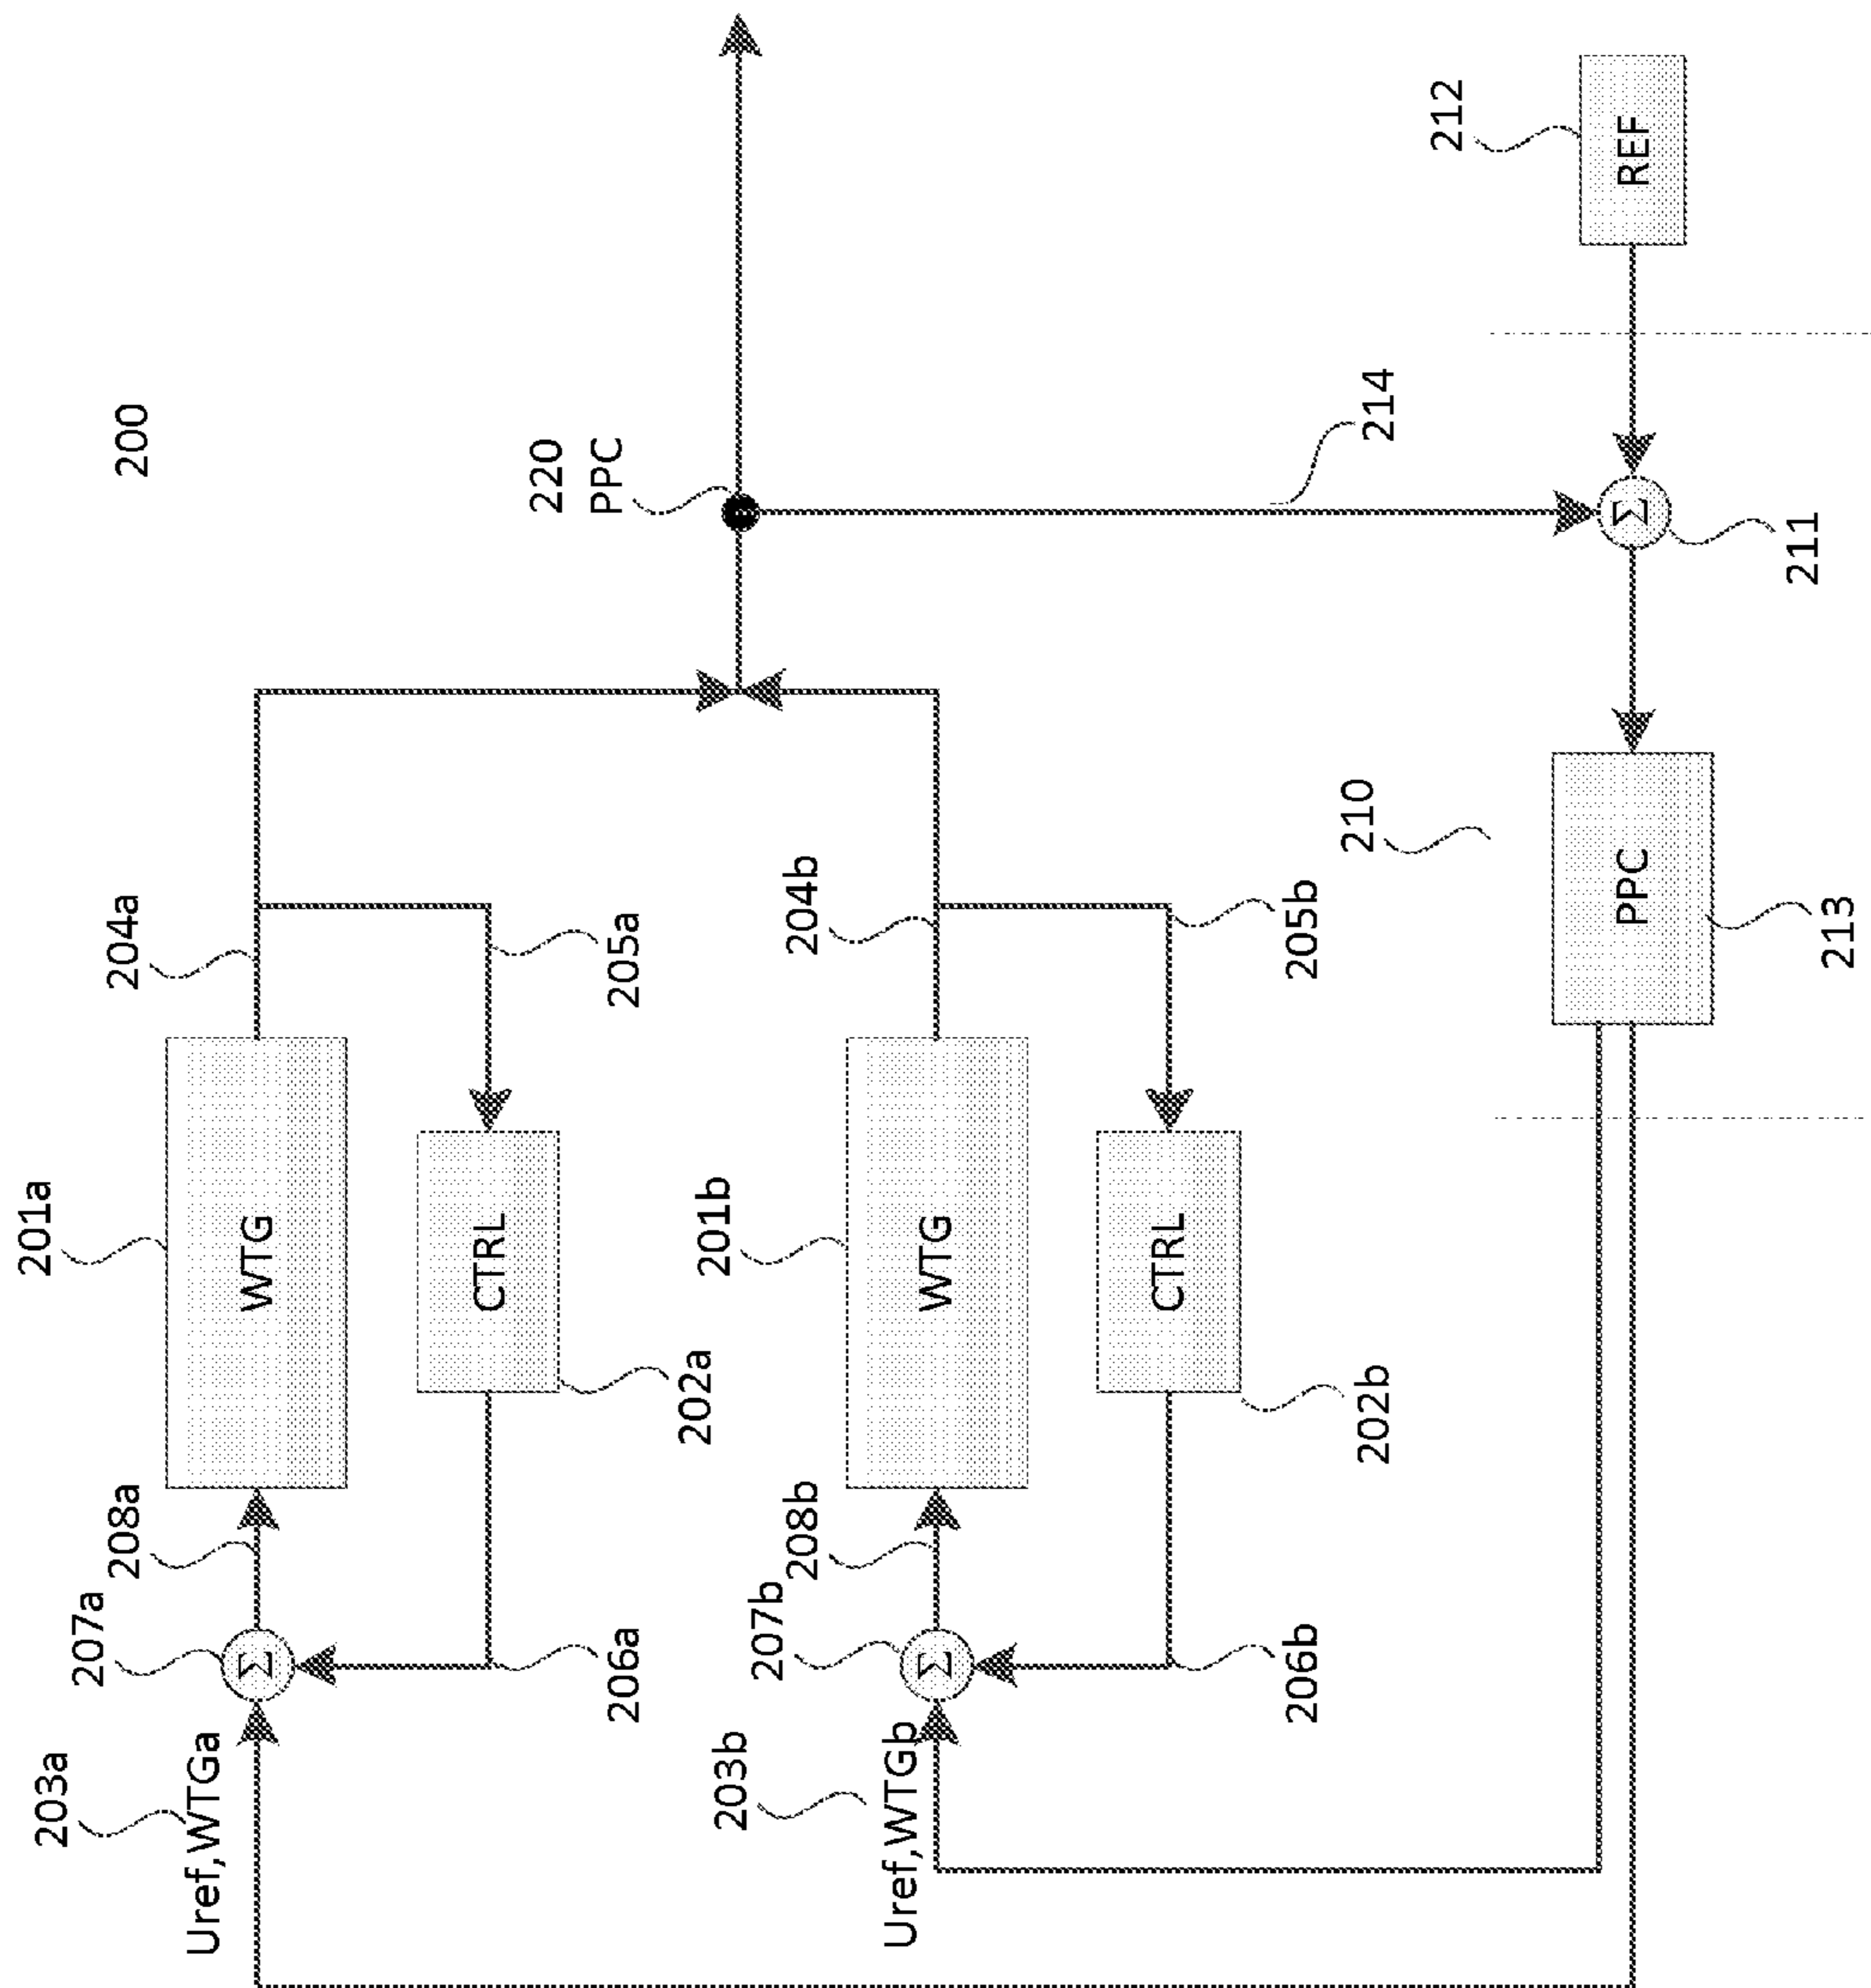 200
201a
204a
208a
207a
203a
Uref,WTGa
WTG
Σ
CTRL
205a
202a
206a
220
PPC
201b
204b
208b
207b
203b
Uref,WTGb
WTG
Σ
CTRL
205b
202b
206b
214
212
REF
210
PPC
Σ
213
211